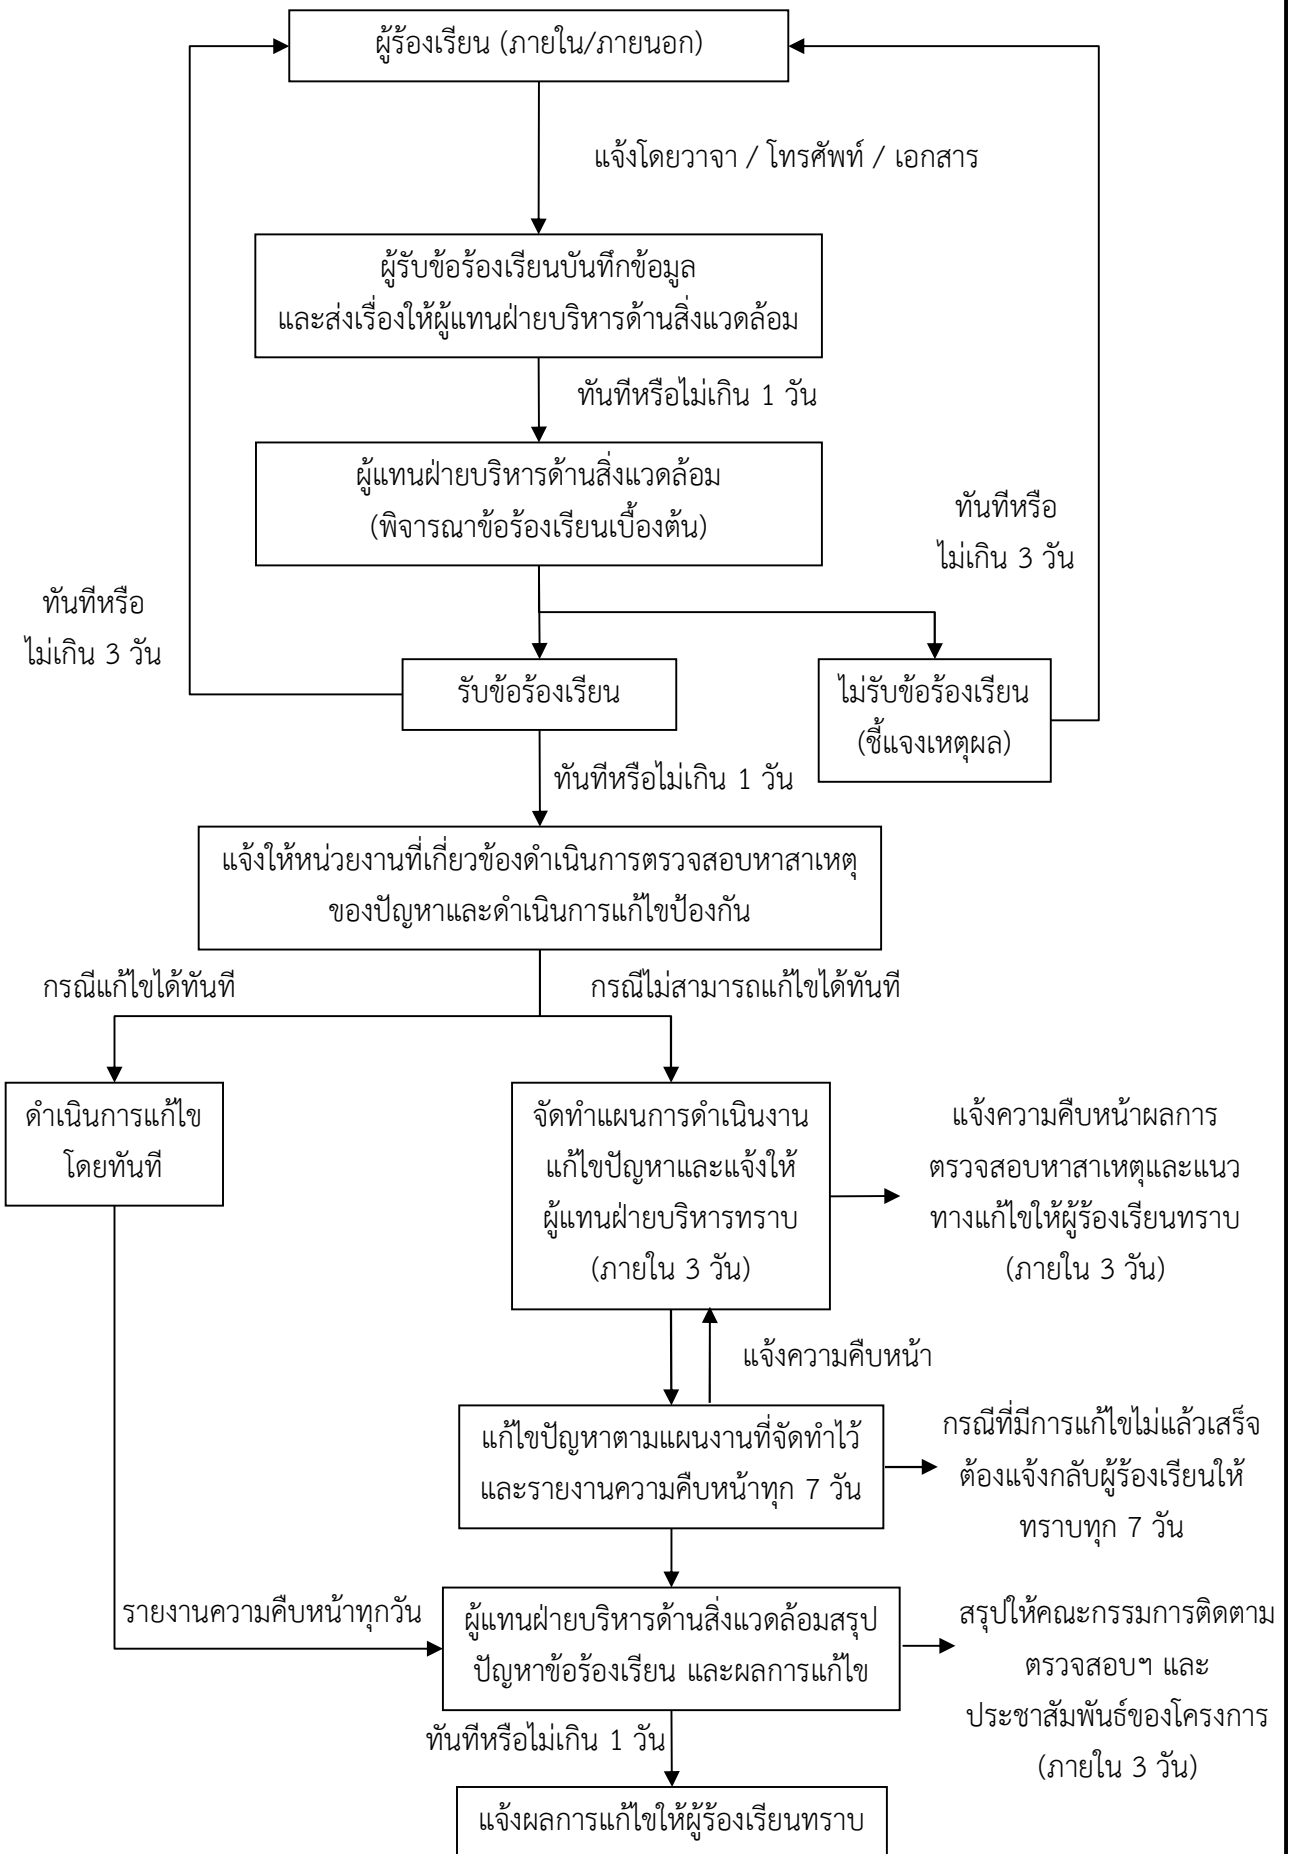 ผู้ร้องเรียน (ภายใน/ภายนอก)
แจ้งโดยวาจา / โทรศัพท์ / เอกสาร
ผู้รับข้อร้องเรียนบันทึกข้อมูล
และส่งเรื่องให้ผู้แทนฝ่ายบริหารด้านสิ่งแวดล้อม
ทันทีหรือไม่เกิน 1 วัน
ผู้แทนฝ่ายบริหารด้านสิ่งแวดล้อม
(พิจารณาข้อร้องเรียนเบื้องต้น)
ทันทีหรือ
ไม่เกิน 3 วัน
ทันทีหรือ
ไม่เกิน 3 วัน
รับข้อร้องเรียน
ไม่รับข้อร้องเรียน
(ชี้แจงเหตุผล)
ทันทีหรือไม่เกิน 1 วัน
แจ้งให้หน่วยงานที่เกี่ยวข้องดำเนินการตรวจสอบหาสาเหตุ
ของปัญหาและดำเนินการแก้ไขป้องกัน
กรณีแก้ไขได้ทันที
กรณีไม่สามารถแก้ไขได้ทันที
ดำเนินการแก้ไข
โดยทันที
จัดทำแผนการดำเนินงาน
แก้ไขปัญหาและแจ้งให้
ผู้แทนฝ่ายบริหารทราบ
(ภายใน 3 วัน)
แจ้งความคืบหน้าผลการ
ตรวจสอบหาสาเหตุและแนว
ทางแก้ไขให้ผู้ร้องเรียนทราบ
(ภายใน 3 วัน)
แจ้งความคืบหน้า
แก้ไขปัญหาตามแผนงานที่จัดทำไว้
และรายงานความคืบหน้าทุก 7 วัน
กรณีที่มีการแก้ไขไม่แล้วเสร็จ
ต้องแจ้งกลับผู้ร้องเรียนให้
ทราบทุก 7 วัน
รายงานความคืบหน้าทุกวัน
ผู้แทนฝ่ายบริหารด้านสิ่งแวดล้อมสรุป
ปัญหาข้อร้องเรียน และผลการแก้ไข
สรุปให้คณะกรรมการติดตาม
ตรวจสอบฯ และ
ประชาสัมพันธ์ของโครงการ
(ภายใน 3 วัน)
ทันทีหรือไม่เกิน 1 วัน
แจ้งผลการแก้ไขให้ผู้ร้องเรียนทราบ